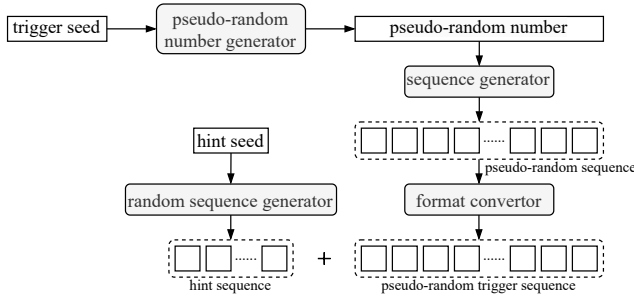 trigger seed
pseudo-random
number generator
pseudo-random number
sequence generator
......
pseudo-random sequence
hint seed
random sequence generator
format convertor
......
hint sequence
+
......
pseudo-random trigger sequence